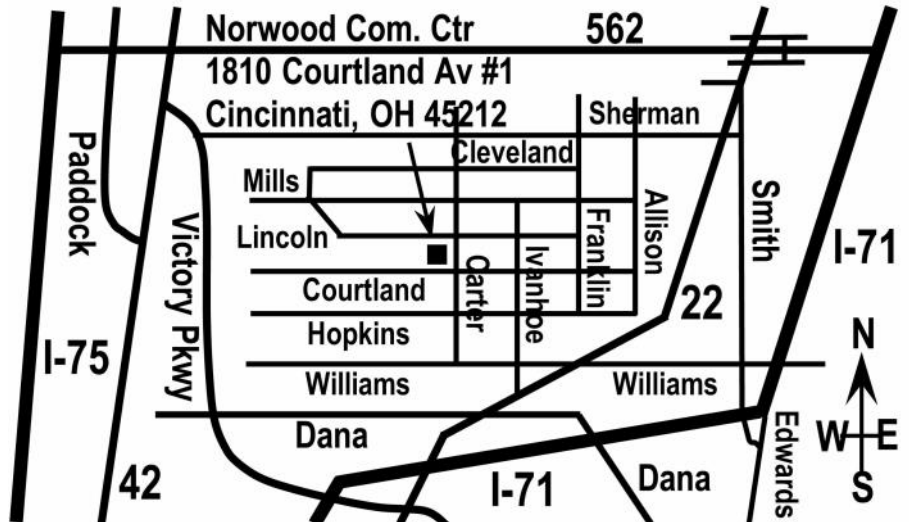 Norwood Com. Ctr
562
1810 Courtland Av #1
Cincinnati, OH 45212
Sherman
Paddock
Cleveland
Mills
Allison
Smith
Victory Pkwy
Franklin
Lincoln
Ivanhoe
I-71
Carter
Courtland
22
Hopkins
N
I-75
Williams
Williams
Edwards
Dana
W
E
42
I-71
Dana
S